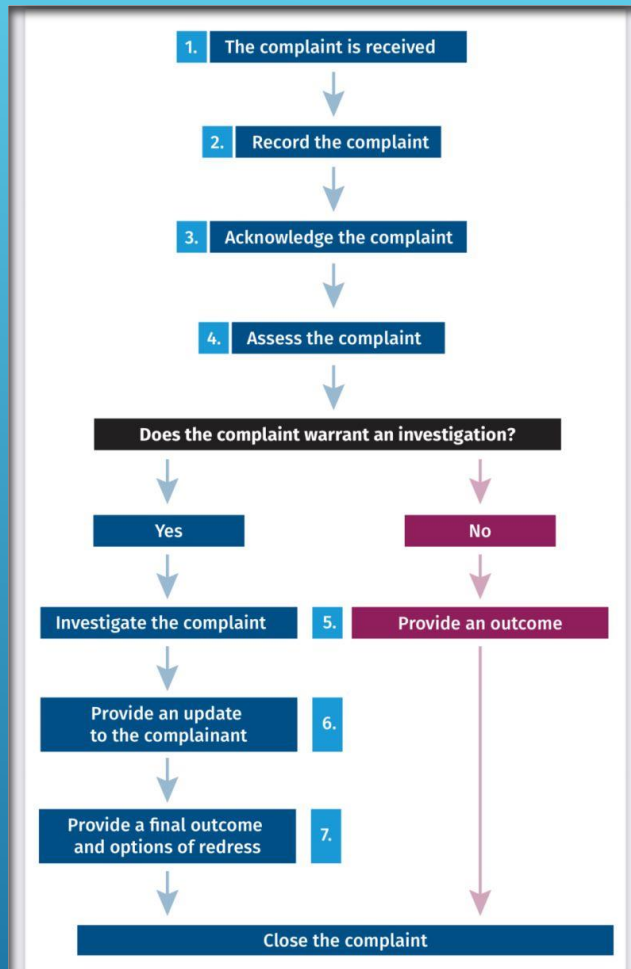 1. The complaint is received
2. Record the complaint
3. Acknowledge the complaint
4. Assess the complaint
Does the complaint warrant an investigation?
Yes
No
Investigate the complaint
5.
Provide an outcome
Provide an update
to the complainant
6.
Provide a final outcome
and options of redress
7.
Close the complaint